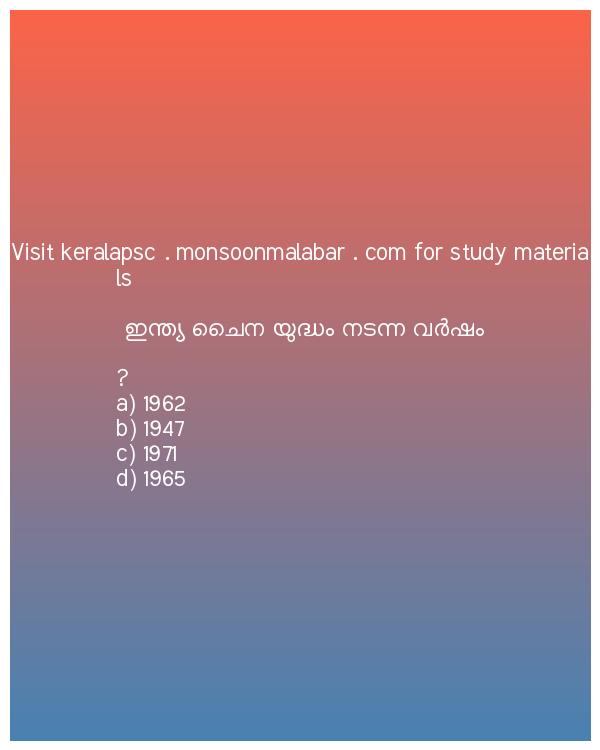 Visit keralapsc . monsoonmalabar . com for study materia
ls
ഇന്ത്യ ചൈന യുദ്ധം നടന്ന വർഷം
?
a) 1962
b) 1947
c) 1971
d) 1965